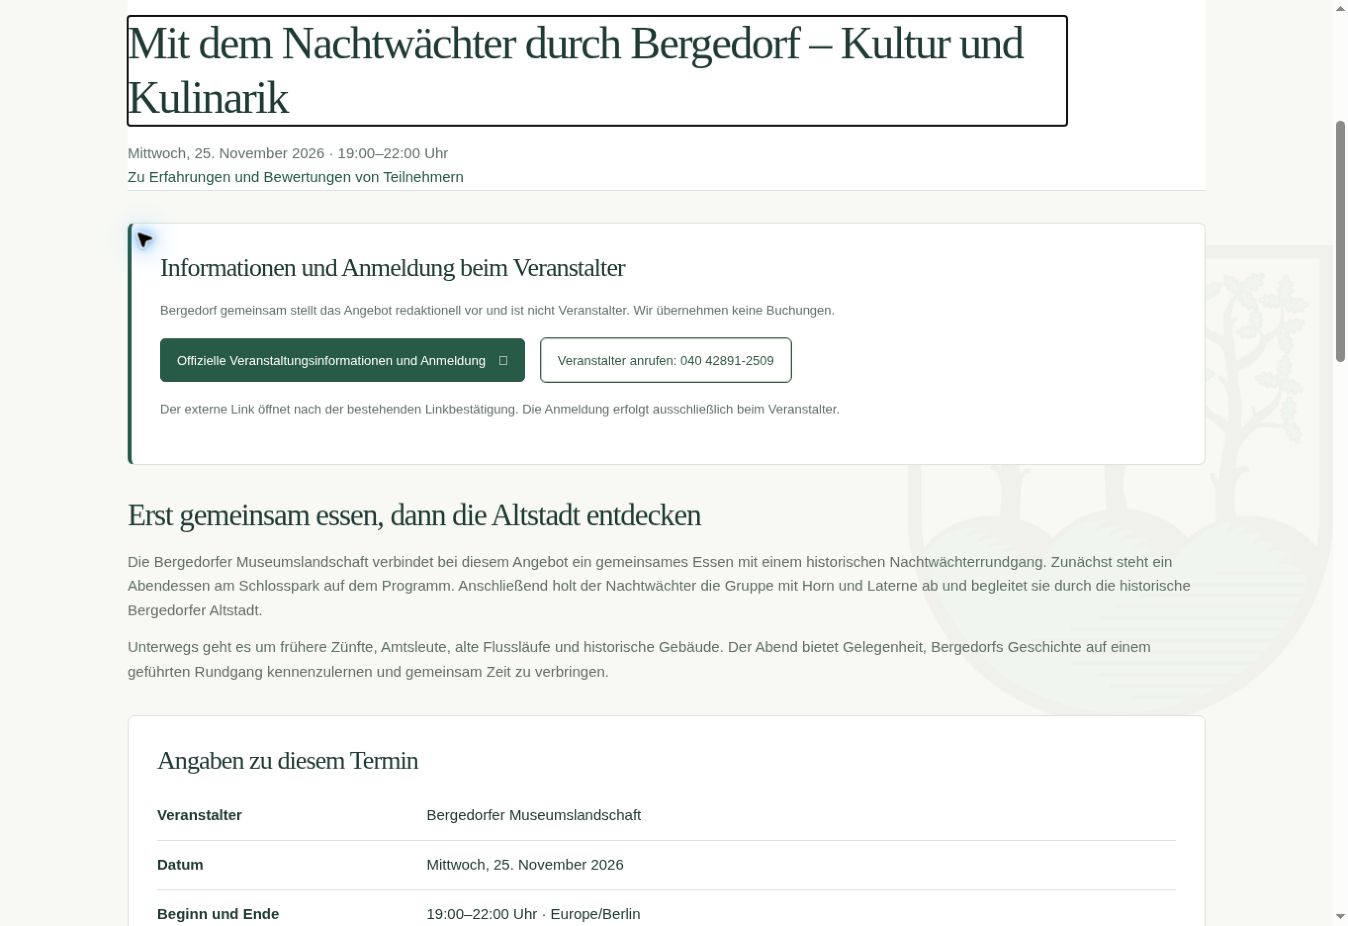 Mit dem Nachtwächter durch Bergedorf – Kultur und
Kulinarik
Mittwoch, 25. November 2026 · 19:00–22:00 Uhr
Zu Erfahrungen und Bewertungen von Teilnehmern
Informationen und Anmeldung beim Veranstalter
Bergedorf gemeinsam stellt das Angebot redaktionell vor und ist nicht Veranstalter. Wir übernehmen keine Buchungen.
Offizielle Veranstaltungsinformationen und Anmeldung
Veranstalter anrufen: 040 42891-2509
Der externe Link öffnet nach der bestehenden Linkbestätigung. Die Anmeldung erfolgt ausschließlich beim Veranstalter.
Erst gemeinsam essen, dann die Altstadt entdecken
Die Bergedorfer Museumslandschaft verbindet bei diesem Angebot ein gemeinsames Essen mit einem historischen Nachtwächterrundgang. Zunächst steht ein
Abendessen am Schlosspark auf dem Programm. Anschließend holt der Nachtwächter die Gruppe mit Horn und Laterne ab und begleitet sie durch die historische
Bergedorfer Altstadt.
Unterwegs geht es um frühere Zünfte, Amtsleute, alte Flussläufe und historische Gebäude. Der Abend bietet Gelegenheit, Bergedorfs Geschichte auf einem
geführten Rundgang kennenzulernen und gemeinsam Zeit zu verbringen.
Angaben zu diesem Termin
Veranstalter Bergedorfer Museumslandschaft
Datum Mittwoch, 25. November 2026
Beginn und Ende 19:00–22:00 Uhr · Europe/Berlin